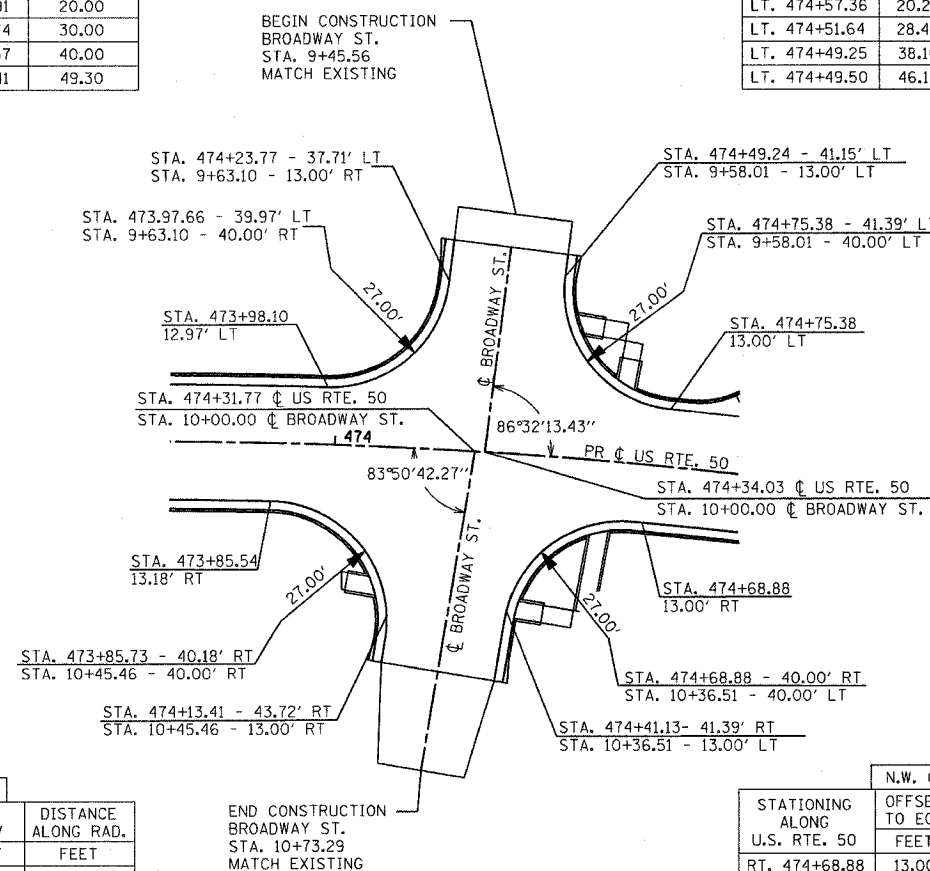 20.00
30.00
40.00
49.30
BEGIN CONSTRUCTION
BROADWAY ST.
STA. 9+45.56
MATCH EXISTING
LT. 474+57.36
LT. 474+51.64
LT. 474+49.25
LT. 474+49.50
STA. 474+23.77 - 37.71' LT
STA. 9+63.10 - 13.00' RT
STA. 474+49.24 - 41.15' LT
STA. 9+58.01 - 13.00' LT
STA. 473.97.66 - 39.97' LT
STA. 9+63.10 - 40.00' RT
STA. 474+75.38 - 41.39' LT
STA. 9+58.01 - 40.00' LT
27.00'
27.00'
℄ BROADWAY ST.
STA. 473+98.10
12.97' LT
STA. 474+75.38
13.00' LT
STA. 474+31.77 ℄ US RTE. 50
STA. 10+00.00 ℄ BROADWAY ST.
86°32'13.43"
474
83°50'42.27"
PR ℄ US RTE. 50
STA. 474+34.03 ℄ US RTE. 50
STA. 10+00.00 ℄ BROADWAY ST.
℄ BROADWAY ST.
STA. 473+85.54
13.18' RT
STA. 474+68.88
13.00' RT
27.00'
27.00'
STA. 473+85.73 - 40.18' RT
STA. 10+45.46 - 40.00' RT
STA. 474+68.88 - 40.00' RT
STA. 10+36.51 - 40.00' LT
STA. 474+13.41 - 43.72' RT
STA. 10+45.46 - 13.00' RT
STA. 474+41.13- 41.39' RT
STA. 10+36.51 - 13.00' LT
END CONSTRUCTION
BROADWAY ST.
STA. 10+73.29
MATCH EXISTING
DISTANCE
ALONG RAD.
FEET
N.W.
STATIONING
ALONG
U.S. RTE. 50
TO
FEET
RT. 474+68.88
13.00